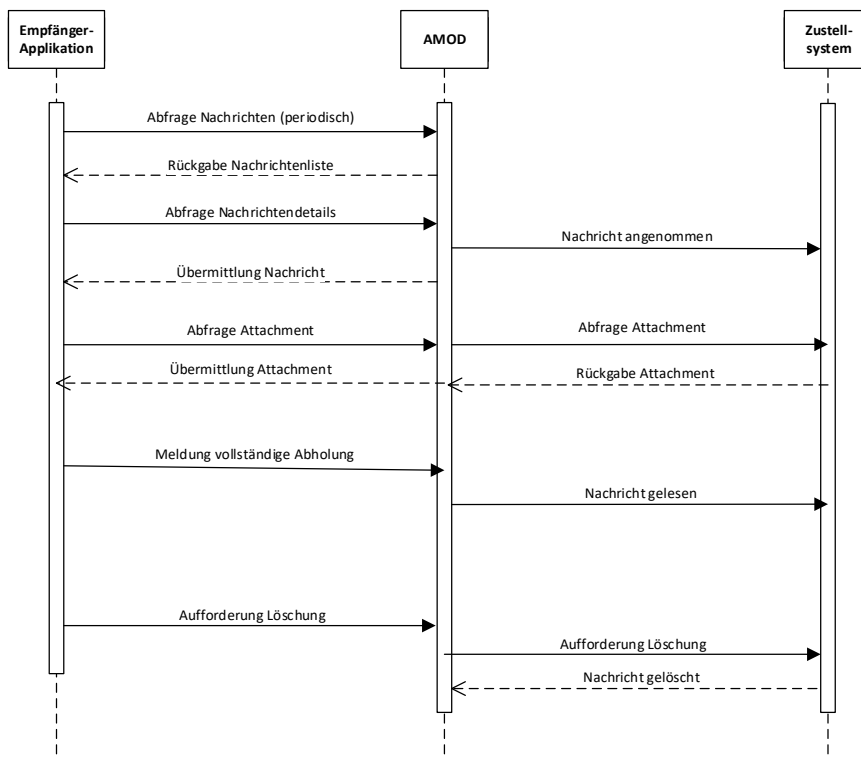 Empfänger-
Applikation
AMOD
Zustell-
system
Abfrage Nachrichten (periodisch)
Rückgabe Nachrichtenliste
Abfrage Nachrichtendetails
Nachricht angenommen
Übermittlung Nachricht
Abfrage Attachment
Abfrage Attachment
Übermittlung Attachment
Rückgabe Attachment
Meldung vollständige Abholung
Nachricht gelesen
Aufforderung Löschung
Aufforderung Löschung
Nachricht gelöscht